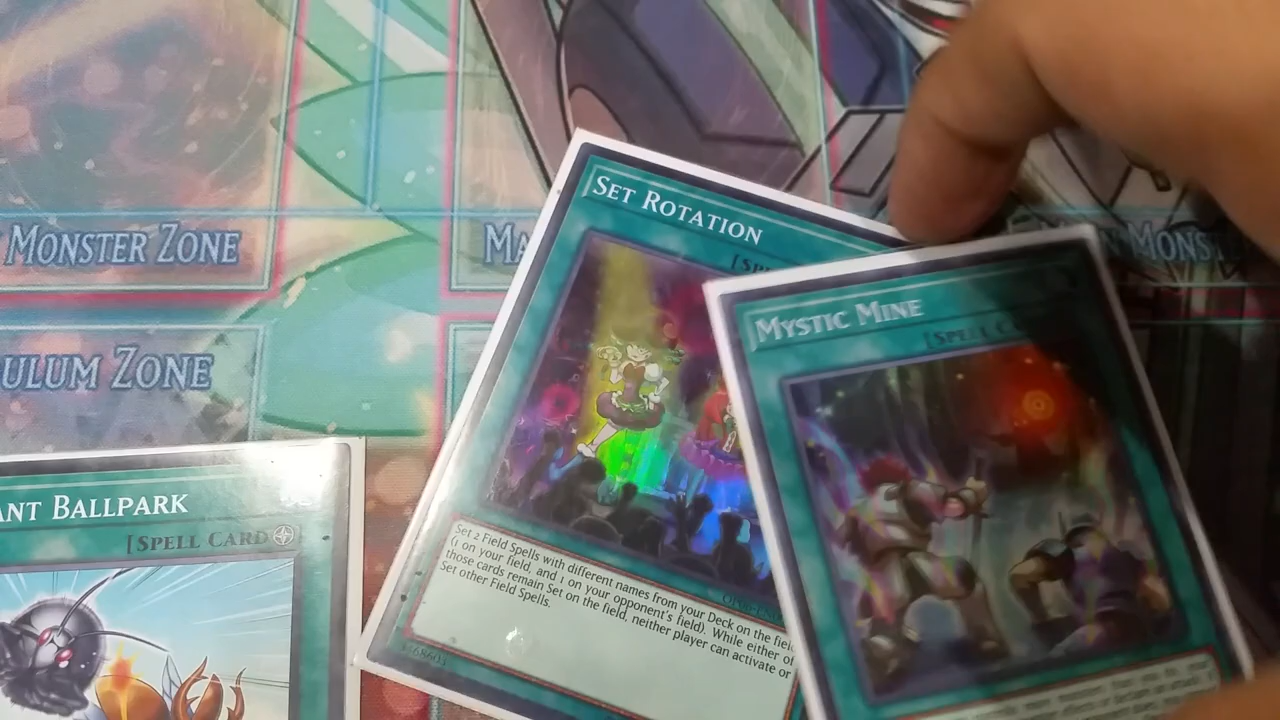 MONSTER ZONE
MA
MONST
ULUM ZONE
SET ROTATION
[SP
MYSTIC MINE
[SPELL C
ANT BALLPARK
[SPELL CARD
Set 2 Field Spells with different names from your Deck on the field
(1 on your field, and 1 on your opponent's field). While either of
those cards remain Set on the field, neither player can activate or
Set other Field Spells.